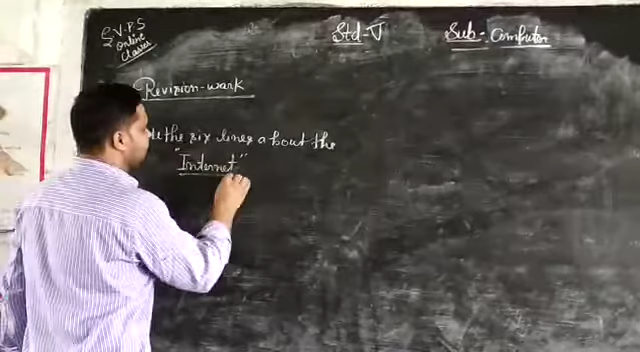 S.V.P.S
Online
Classes
Std - V
Sub - Computer
Revision - work
the six lines about the
"Internet"